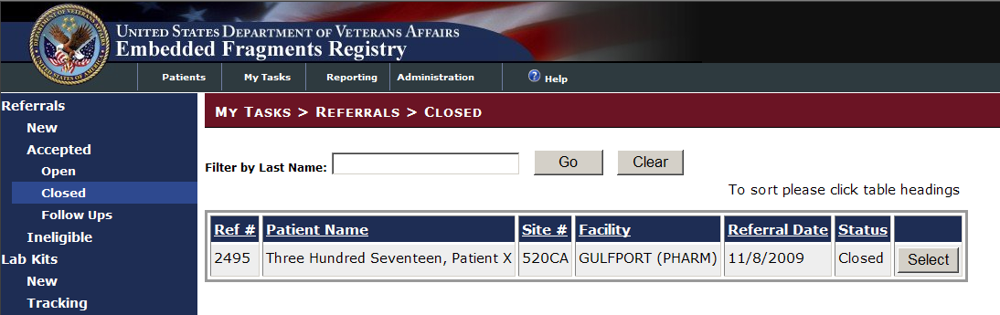 UNITED STATES DEPARTMENT OF VETERANS AFFAIRS
Embedded Fragments Registry
Patients My Tasks Reporting Administration ? Help
Referrals
New
Accepted
Open
Closed
Follow Ups
Ineligible
Lab Kits
New
Tracking
MY TASKS > REFERRALS > CLOSED
Filter by Last Name: Go Clear
To sort please click table headings
Ref # Patient Name Site # Facility Referral Date Status
2495 Three Hundred Seventeen, Patient X 520CA GULFPORT (PHARM) 11/8/2009 Closed Select